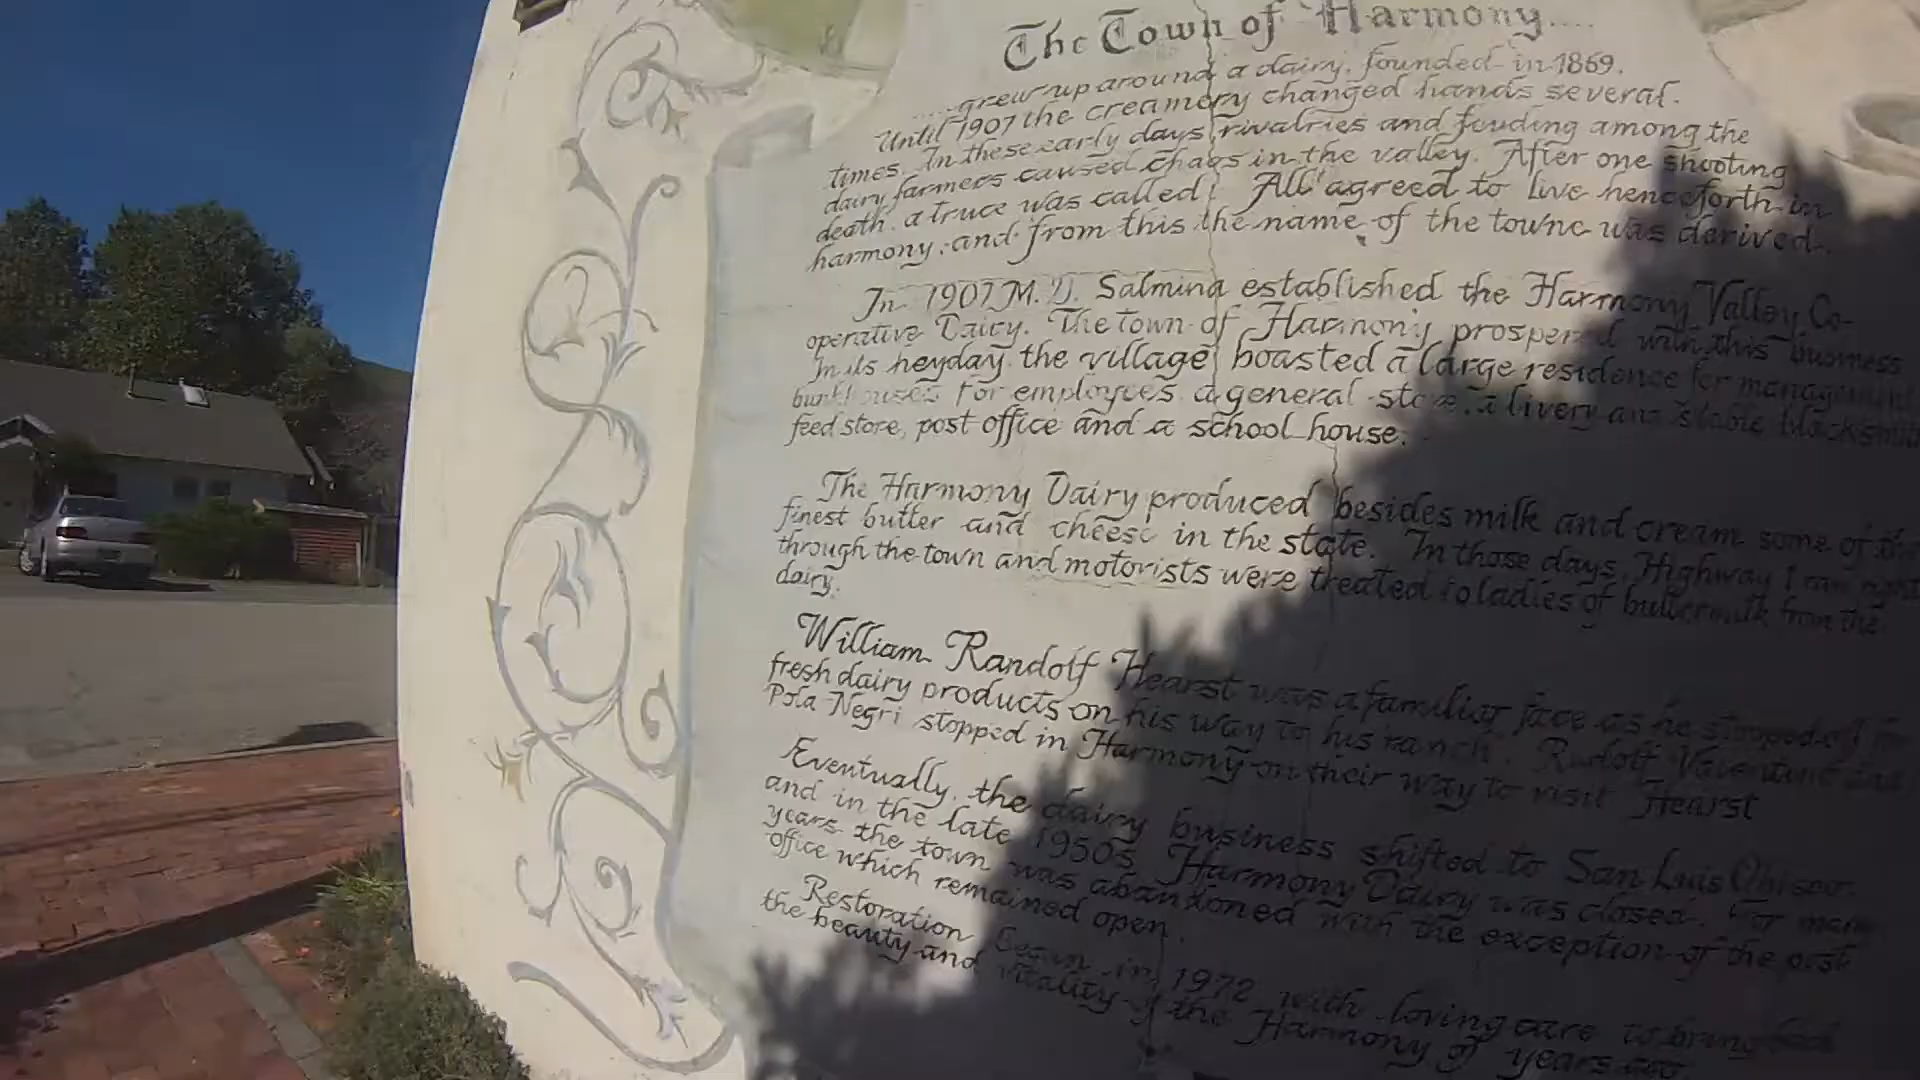 The Town of Harmony....
...grew up around a dairy, founded in 1869.
Until 1907 the creamery changed hands several
times. In these early days rivalries and feuding among the
dairy farmers caused chaos in the valley. After one shooting
death, a truce was called. All agreed to live henceforth in
harmony, and from this the name of the towne was derived.
In 1907 M. G. Salmina established the Harmony Valley Co-
operative Dairy. The town of Harmony prospered with this business
In its heyday the village boasted a large residence for management
bunkhouses for employees, a general store, a livery and stable blacksmith
feed store, post office and a school house.
The Harmony Dairy produced besides milk and cream some of the
finest butter and cheese in the state. In those days, Highway 1 ran right
through the town and motorists were treated to ladles of buttermilk from the
dairy.
William Randolf Hearst was a familiar face as he stopped off for
fresh dairy products on his way to his ranch. Rudolf Valentino and
Pola Negri stopped in Harmony on their way to visit Hearst
Eventually, the dairy business shifted to San Luis Obispo.
and in the late 1950s Harmony Dairy was closed. For many
years the town was abandoned with the exception of the post
office which remained open.
Restoration began in 1972 with loving care to bring back
the beauty and vitality of the Harmony of years ago.